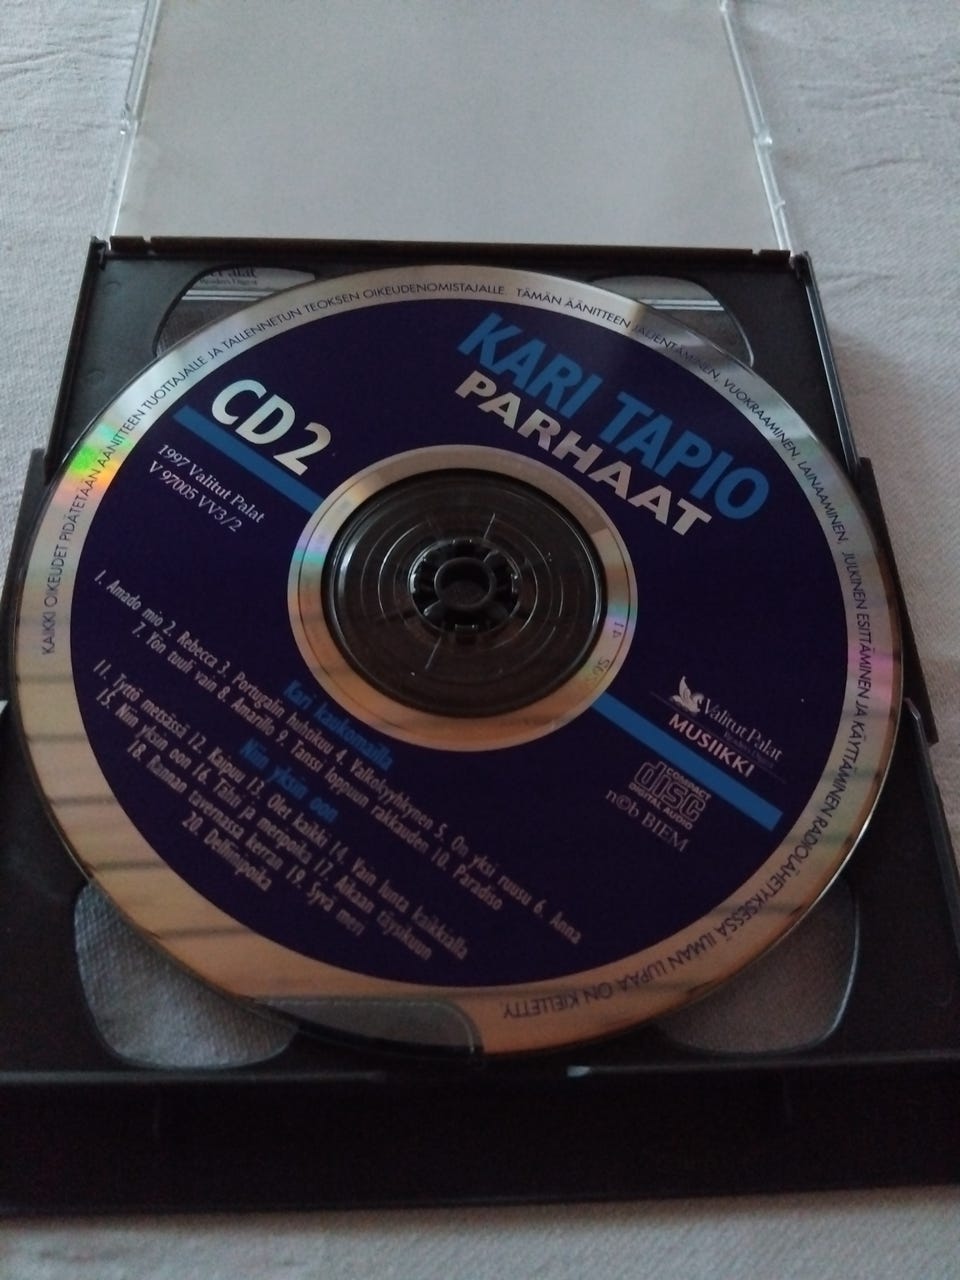 KAIKKI OIKEUDET PIDÄTETÄÄN ÄÄNITTEEN TUOTTAJALLE JA TALLENNETUN TEOKSEN OIKEUDENOMISTAJALLE. TÄMÄN ÄÄNITTEEN JÄLJENTÄMINEN, VUOKRAAMINEN, LAINAAMINEN, JULKINEN ESITTÄMINEN JA KÄYTTÄMINEN RADIOLÄHETYKSESSÄ ILMAN LUPAA ON KIELLETTY.
KARI TAPIO
PARHAAT
CD 2
1997 Valitut Palat
V 97005 VV3/2
Valitut Palat
MUSIIKKI
COMPACT
disc
DIGITAL AUDIO
n©b BIEM
Kari kaukomailla
1. Amado mio 2. Rebecca 3. Portugalin huhtikuu 4. Valkokyyhkynen 5. On yksi ruusu 6. Anna
7. Yön tuuli vain 8. Amarillo 9. Tanssi loppuun rakkauden 10. Paradiso
Niin yksin oon
11. Tyttö metsässä 12. Kaipuu 13. Olet kaikki 14. Vain lunta kaikkialla
15. Niin yksin oon 16. Tähti ja meripoika 17. Aikaan täysikuun
18. Rannan tavernassa kerran 19. Syvä meri
20. Delfiinipoika